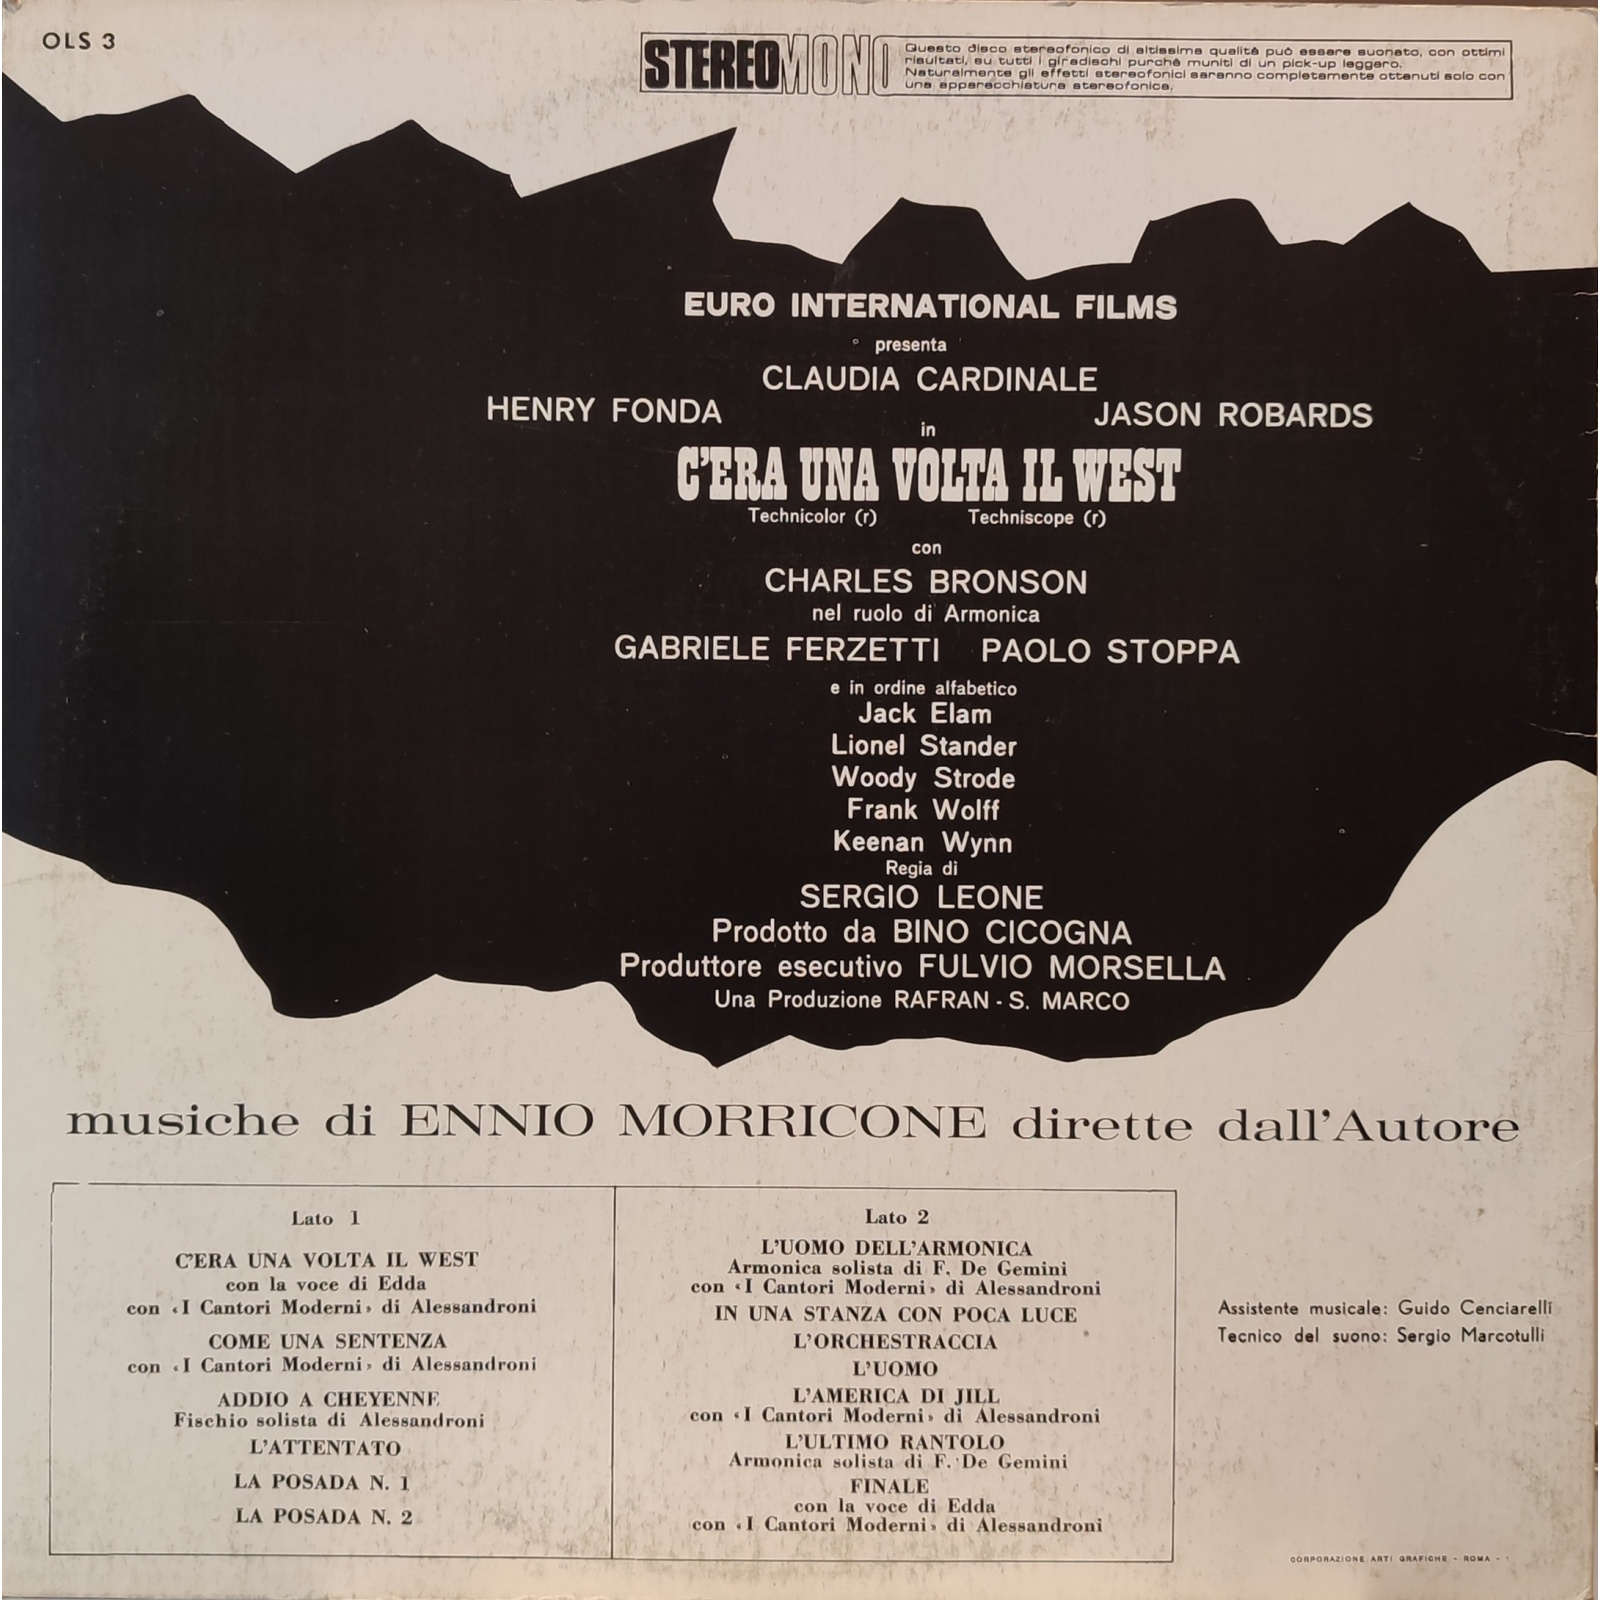 OLS 3
STEREO MONO
Questo disco stereofonico di altissima qualità può essere suonato, con ottimi
risultati, su tutti i giradischi purchè muniti di un pick-up leggero.
Naturalmente gli effetti stereofonici saranno completamente ottenuti solo con
una apparecchiatura stereofonica.
EURO INTERNATIONAL FILMS
presenta
CLAUDIA CARDINALE
HENRY FONDA JASON ROBARDS
in
C'ERA UNA VOLTA IL WEST
Technicolor (r) Techniscope (r)
con
CHARLES BRONSON
nel ruolo di Armonica
GABRIELE FERZETTI PAOLO STOPPA
e in ordine alfabetico
Jack Elam
Lionel Stander
Woody Strode
Frank Wolff
Keenan Wynn
Regia di
SERGIO LEONE
Prodotto da BINO CICOGNA
Produttore esecutivo FULVIO MORSELLA
Una Produzione RAFRAN - S. MARCO
musiche di ENNIO MORRICONE dirette dall'Autore
Lato 1
C'ERA UNA VOLTA IL WEST
con la voce di Edda
con «I Cantori Moderni» di Alessandroni
COME UNA SENTENZA
con «I Cantori Moderni» di Alessandroni
ADDIO A CHEYENNE
Fischio solista di Alessandroni
L'ATTENTATO
LA POSADA N. 1
LA POSADA N. 2
Lato 2
L'UOMO DELL'ARMONICA
Armonica solista di F. De Gemini
con «I Cantori Moderni» di Alessandroni
IN UNA STANZA CON POCA LUCE
L'ORCHESTRACCIA
L'UOMO
L'AMERICA DI JILL
con «I Cantori Moderni» di Alessandroni
L'ULTIMO RANTOLO
Armonica solista di F. De Gemini
FINALE
con la voce di Edda
con «I Cantori Moderni» di Alessandroni
Assistente musicale: Guido Cenciarelli
Tecnico del suono: Sergio Marcotulli
CORPORAZIONE ARTI GRAFICHE - ROMA -